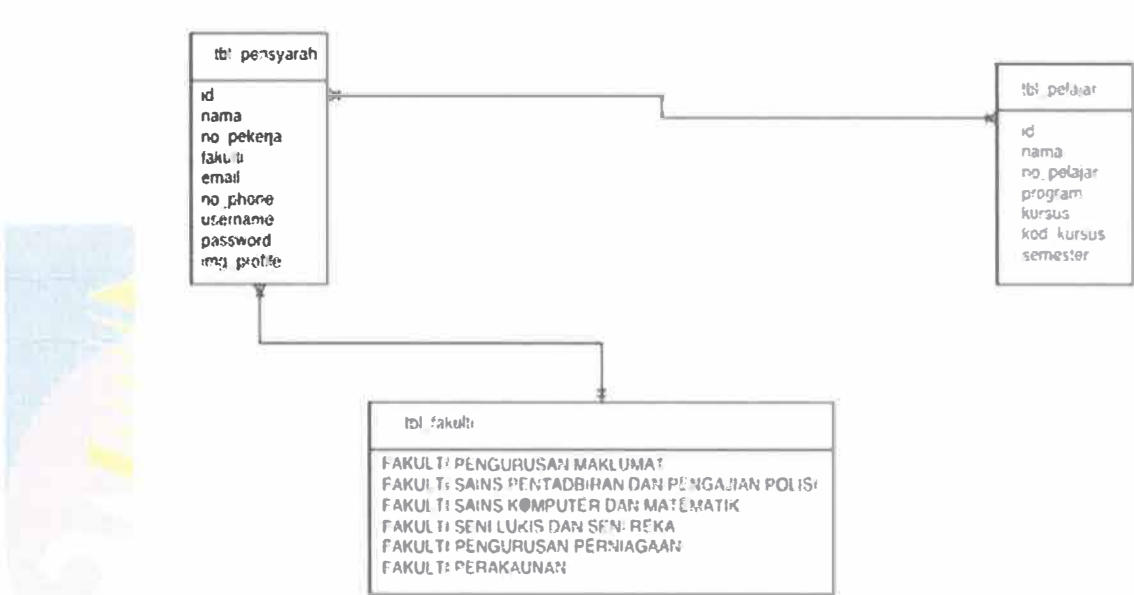 tbl_pensyarah
id
nama
no_pekerja
fakulti
email
no_phone
username
password
img_profile
tbl_pelajar
id
nama
no_pelajar
program
kursus
kod_kursus
semester
tbl_fakulti
FAKULTI PENGURUSAN MAKLUMAT
FAKULTI SAINS PENTADBIRAN DAN PENGAJIAN POLISI
FAKULTI SAINS KOMPUTER DAN MATEMATIK
FAKULTI SENI LUKIS DAN SENI REKA
FAKULTI PENGURUSAN PERNIAGAAN
FAKULTI PERAKAUNAN